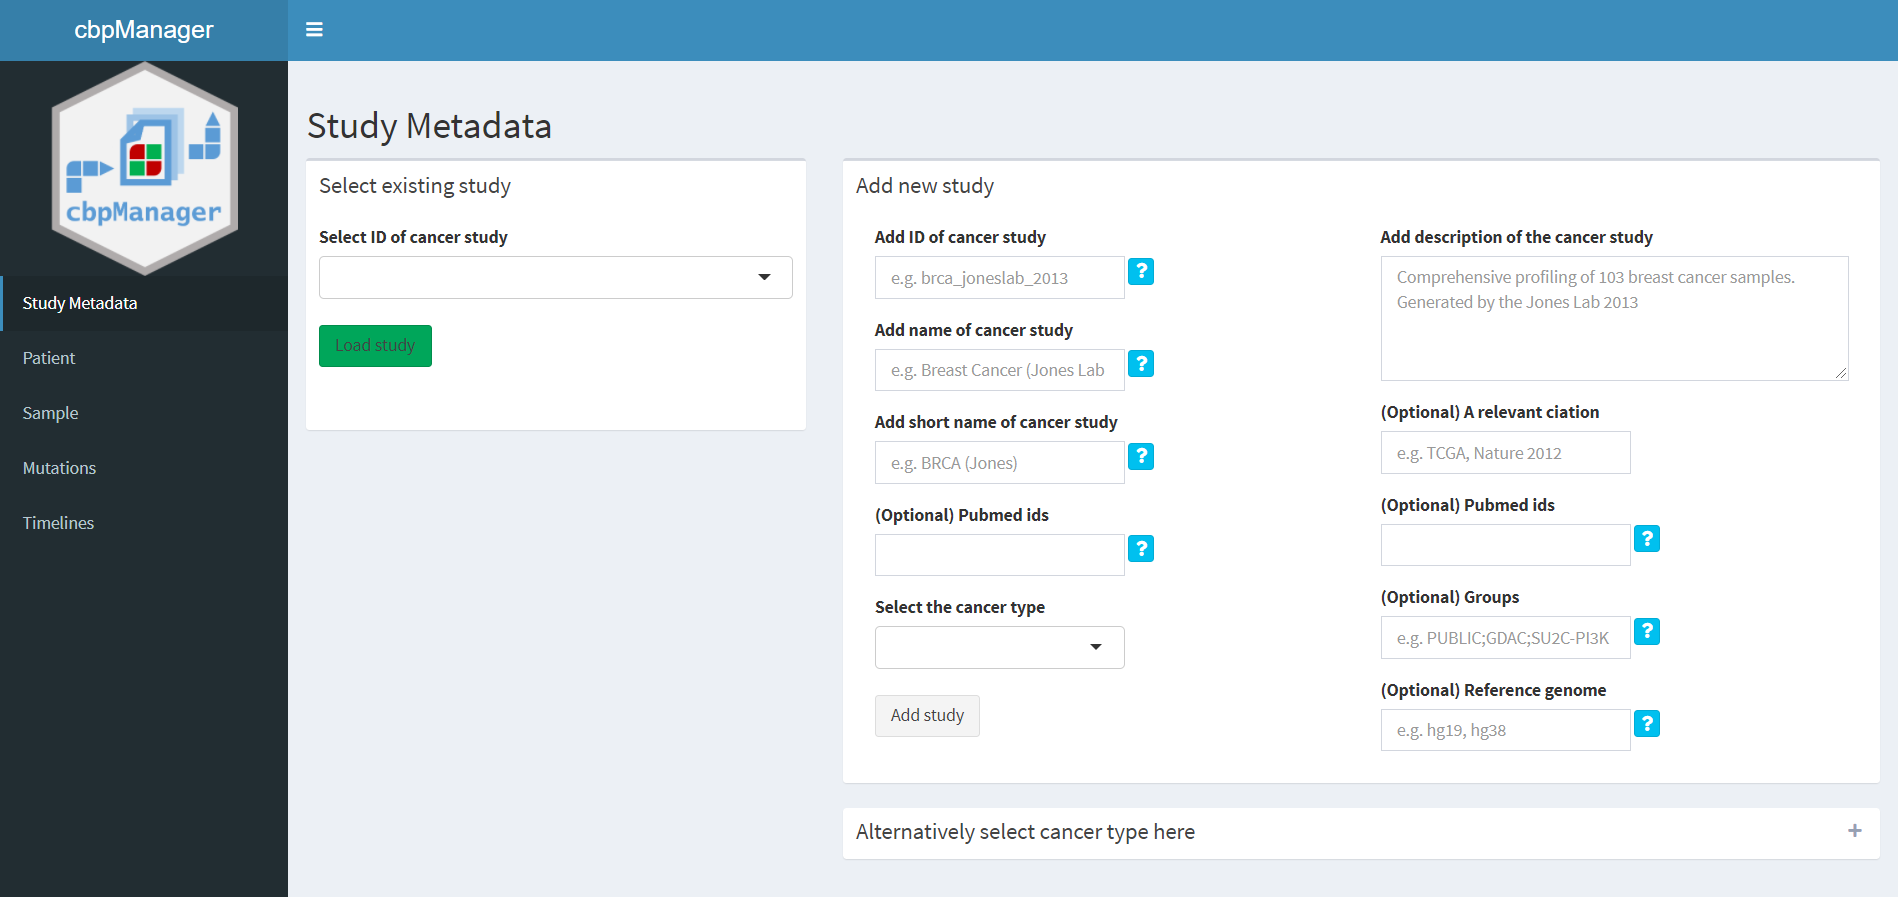 cbpManager
cbpManager
Study Metadata
Patient
Sample
Mutations
Timelines
Study Metadata
Select existing study
Select ID of cancer study
Load study
Add new study
Add ID of cancer study
e.g. brca_joneslab_2013
?
Add name of cancer study
e.g. Breast Cancer (Jones Lab
?
Add short name of cancer study
e.g. BRCA (Jones)
?
(Optional) Pubmed ids
?
Select the cancer type
Add study
Add description of the cancer study
Comprehensive profiling of 103 breast cancer samples.
Generated by the Jones Lab 2013
(Optional) A relevant ciation
e.g. TCGA, Nature 2012
(Optional) Pubmed ids
?
(Optional) Groups
e.g. PUBLIC;GDAC;SU2C-PI3K
?
(Optional) Reference genome
e.g. hg19, hg38
?
Alternatively select cancer type here
+